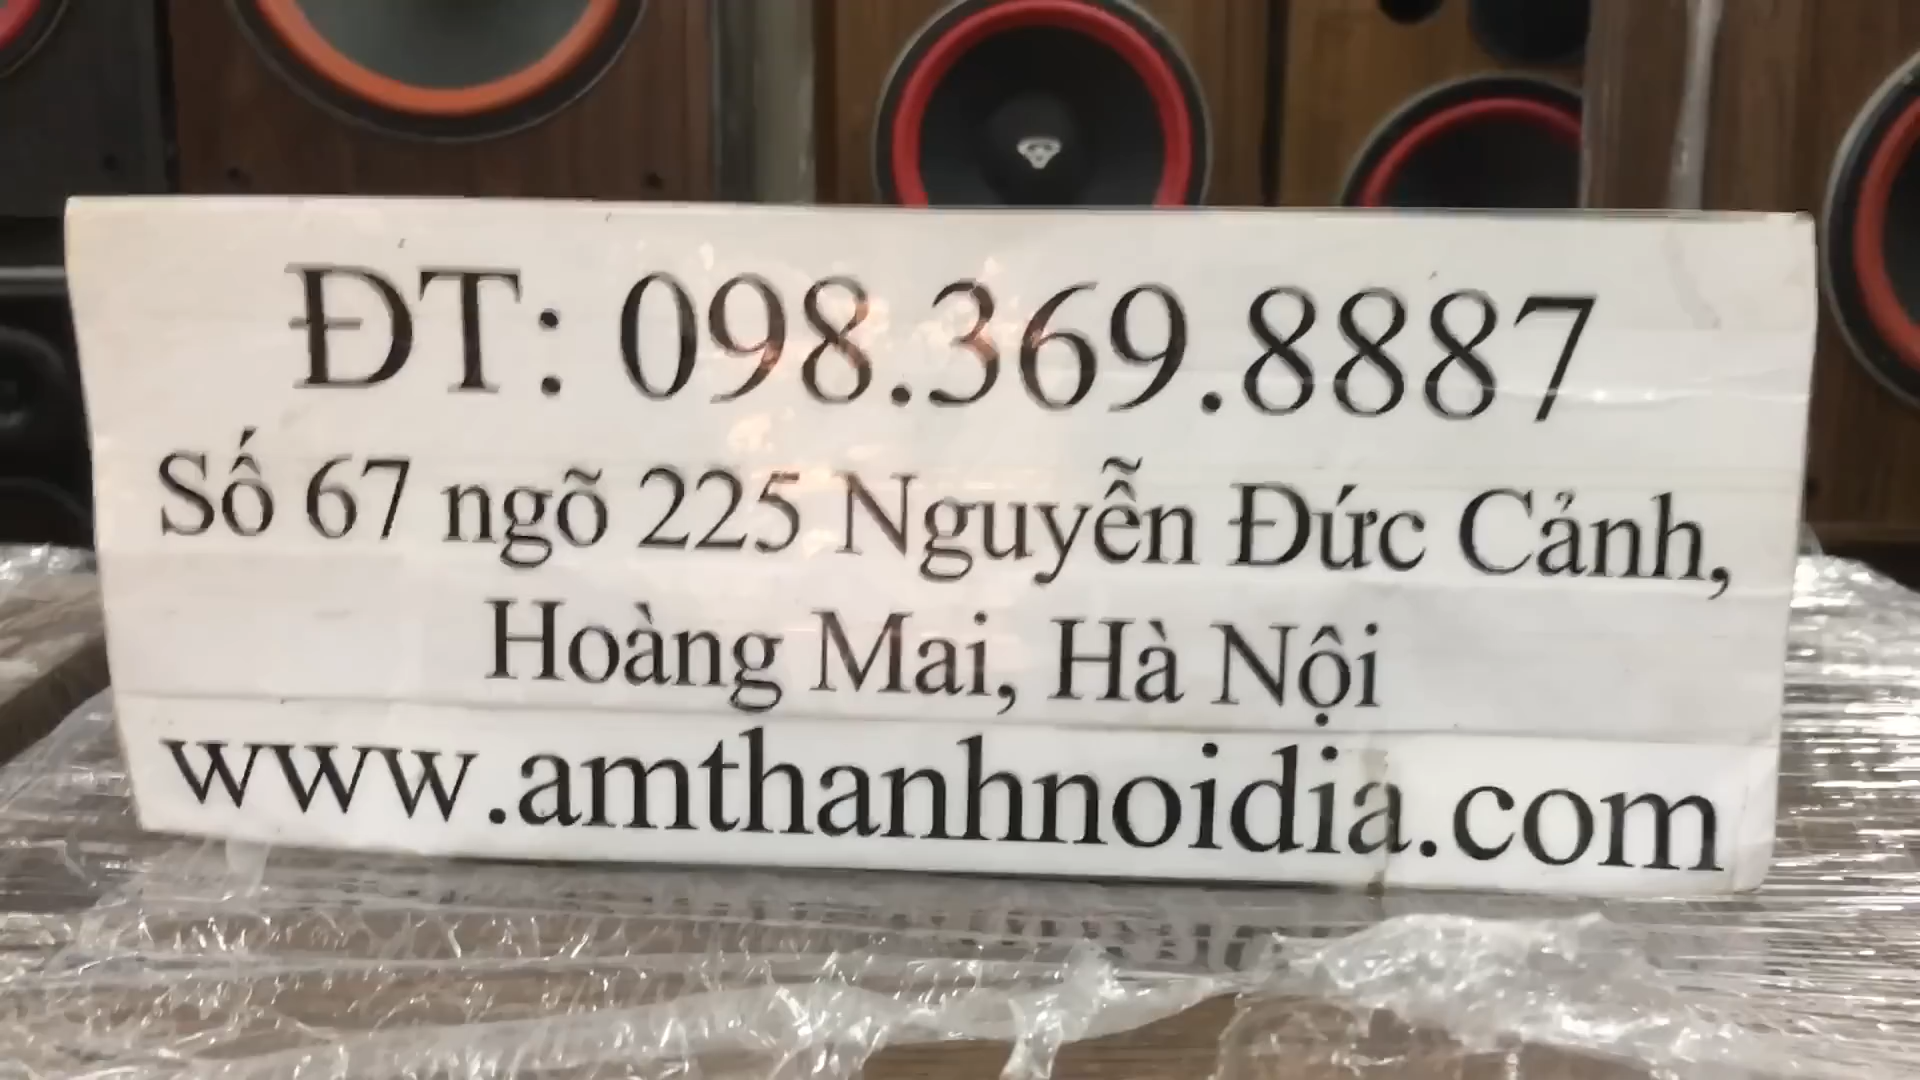 ĐT: 098.369.8887
Số 67 ngõ 225 Nguyễn Đức Cảnh,
Hoàng Mai, Hà Nội
www.amthanhnoidia.com